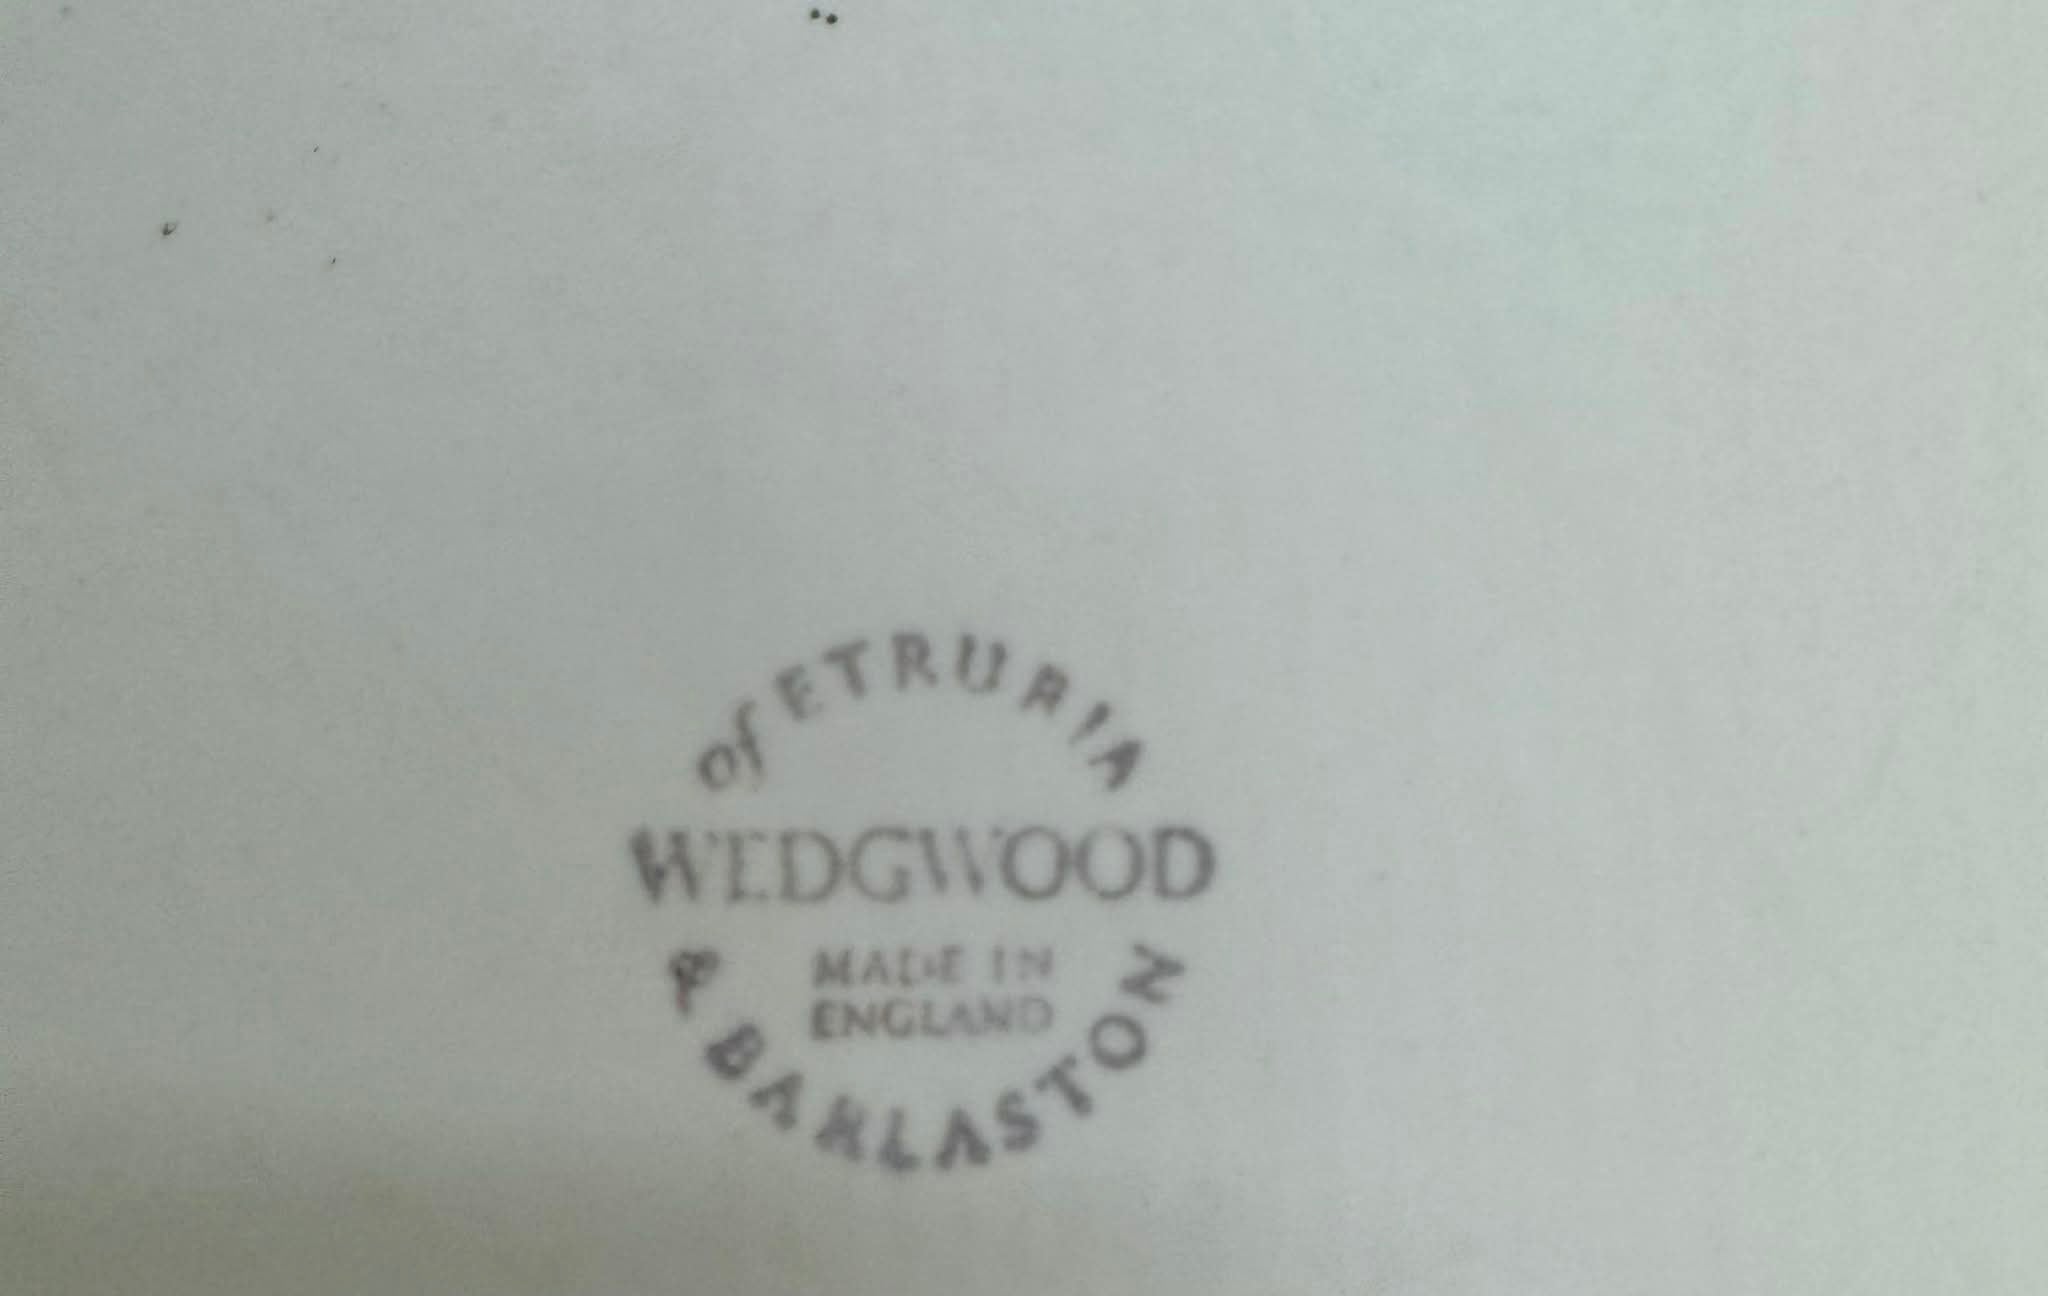 of ETRURIA
WEDGWOOD
MADE IN
ENGLAND
& BARLASTON